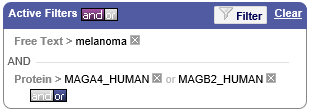 Active Filters and or Filter Clear
Free Text > melanoma
AND
Protein > MAGA4_HUMAN or MAGB2_HUMAN
and or